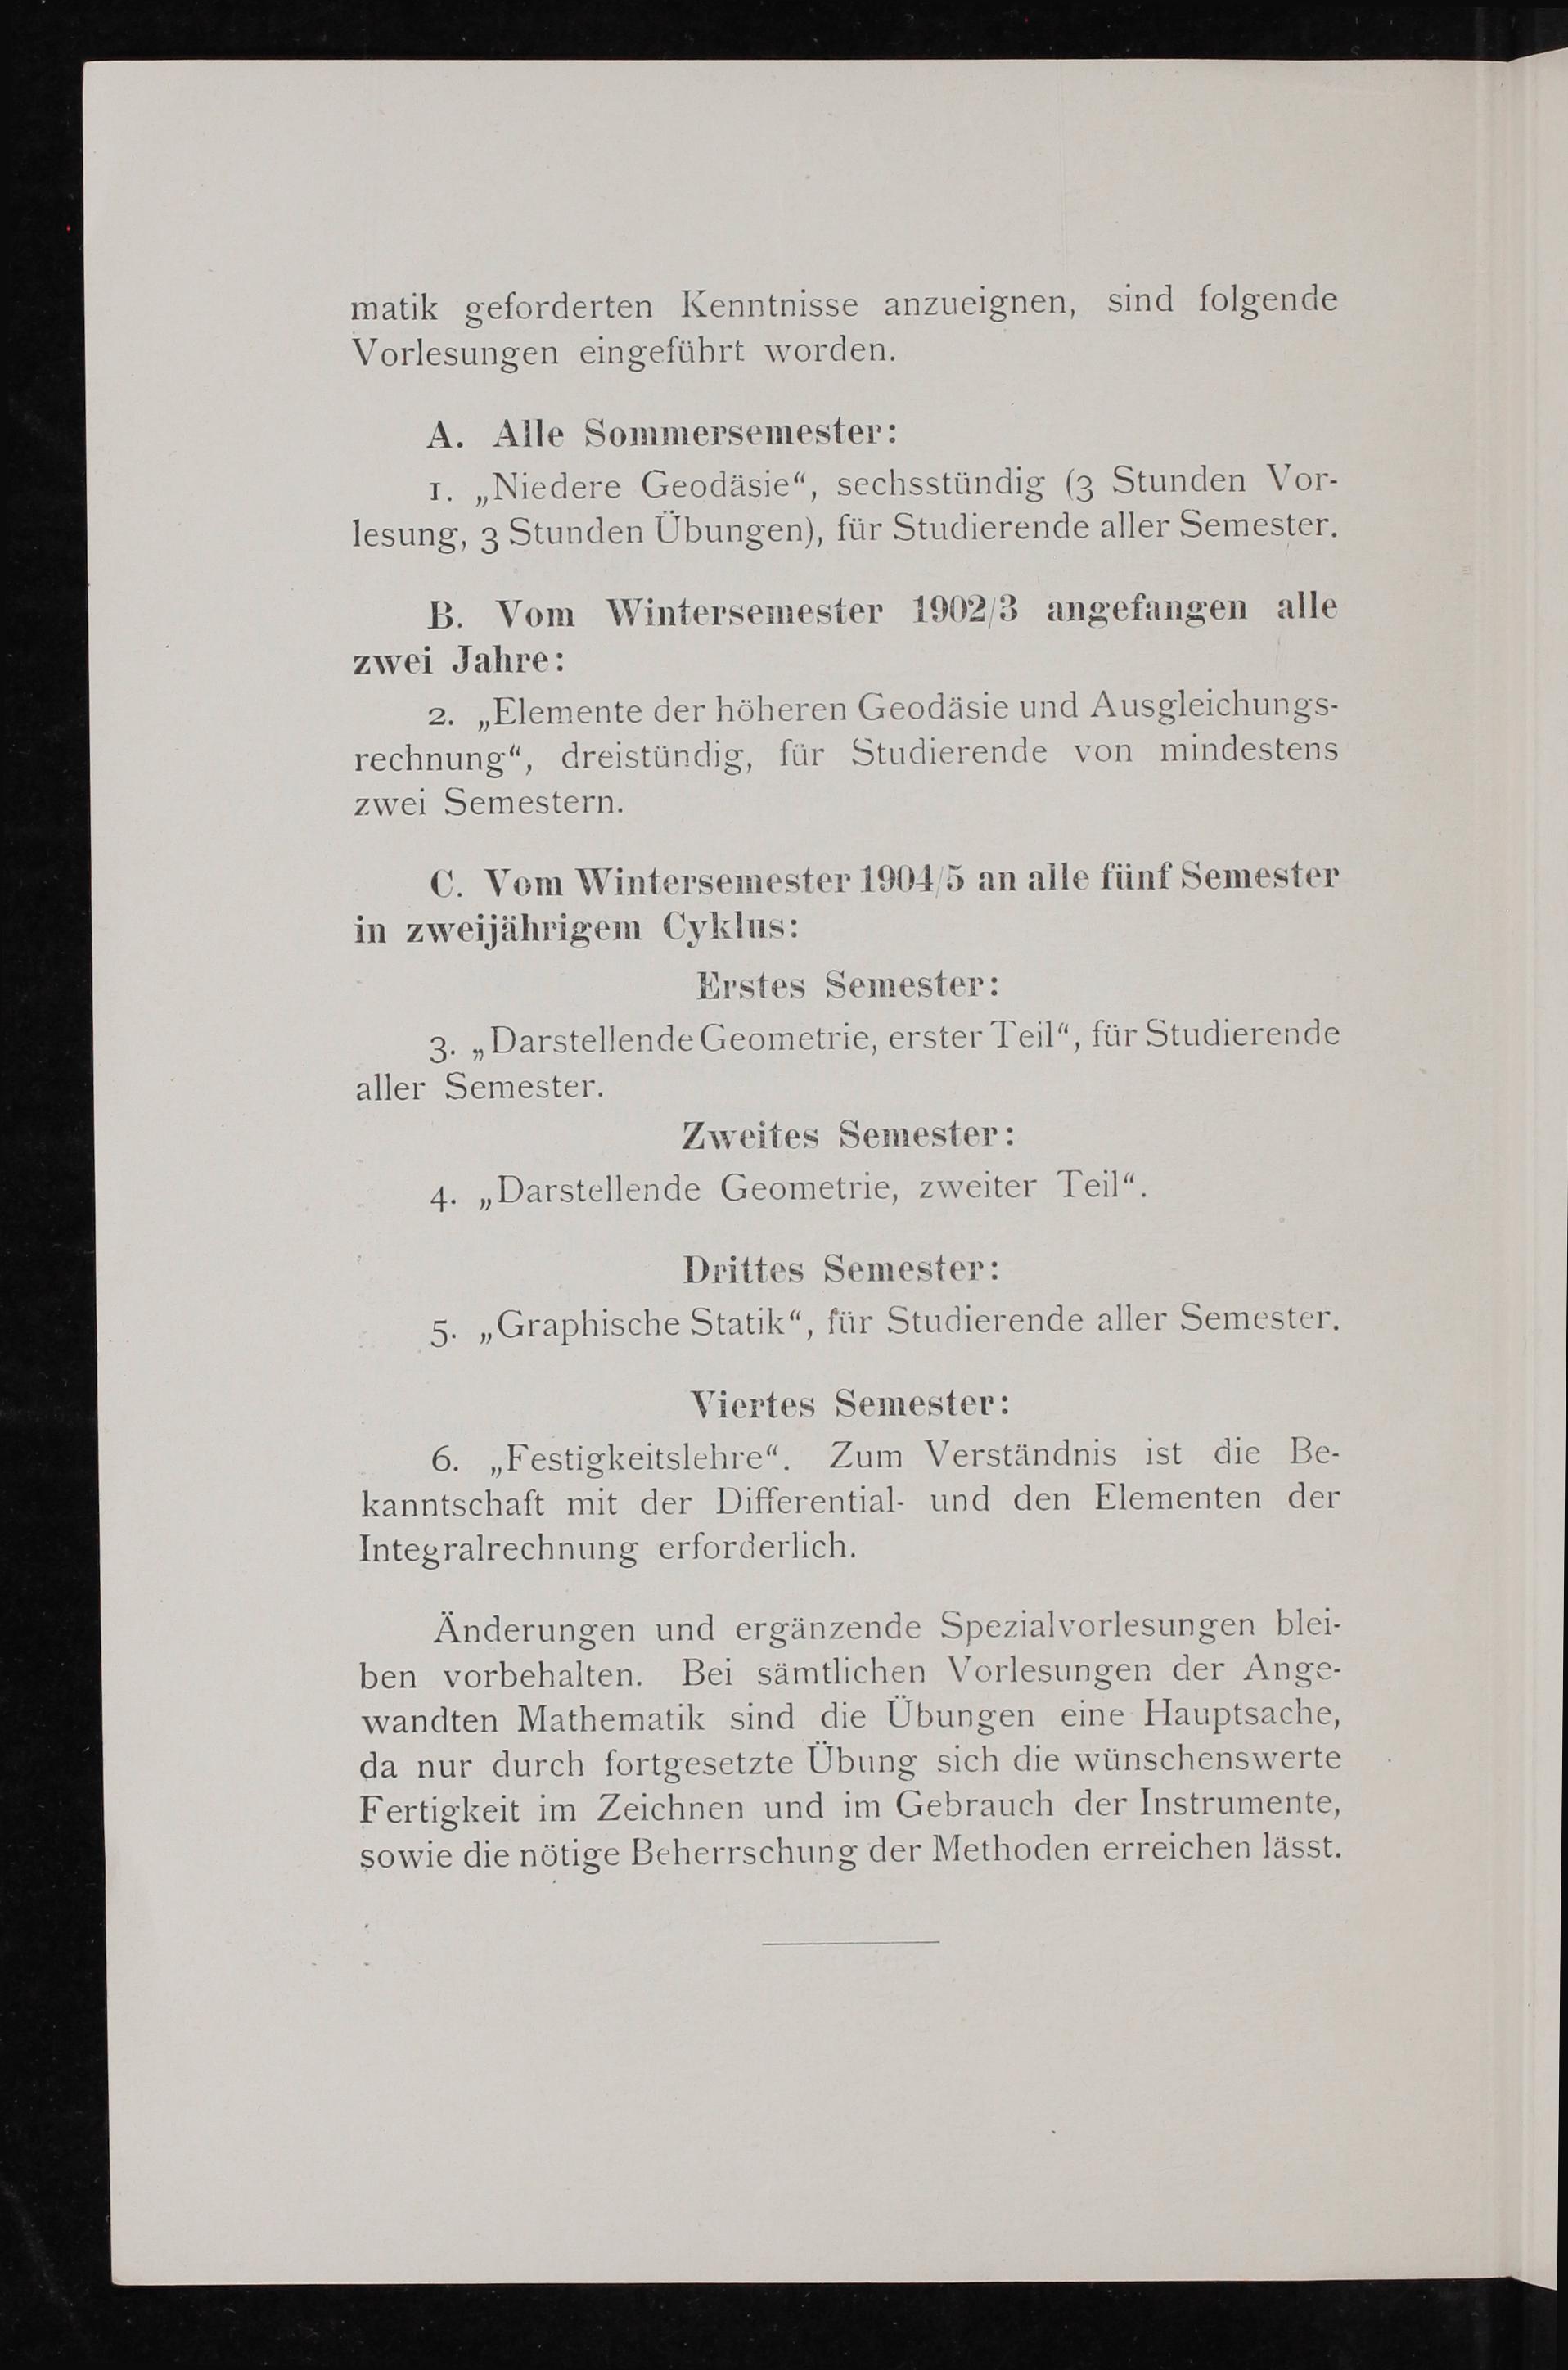 matik geforderten Kenntnisse anzueignen, sind folgende
Vorlesungen eingeführt worden.
A. Alle Sommersemester:
1. „Niedere Geodäsie“, sechsstündig (3 Stunden Vor-
lesung, 3 Stunden Übungen), für Studierende aller Semester.
B. Vom Wintersemester 1902/3 angefangen alle
zwei Jahre:
2. „Elemente der höheren Geodäsie und Ausgleichungs-
rechnung“, dreistündig, für Studierende von mindestens
zwei Semestern.
C. Vom Wintersemester 1904/5 an alle fünf Semester
in zweijährigem Cyklus:
Erstes Semester:
3. „Darstellende Geometrie, erster Teil“, für Studierende
aller Semester.
Zweites Semester:
4. „Darstellende Geometrie, zweiter Teil“.
Drittes Semester:
5. „Graphische Statik“, für Studierende aller Semester.
Viertes Semester:
6. „Festigkeitslehre“. Zum Verständnis ist die Be-
kanntschaft mit der Differential- und den Elementen der
Integralrechnung erforderlich.
Änderungen und ergänzende Spezialvorlesungen blei-
ben vorbehalten. Bei sämtlichen Vorlesungen der Ange-
wandten Mathematik sind die Übungen eine Hauptsache,
da nur durch fortgesetzte Übung sich die wünschenswerte
Fertigkeit im Zeichnen und im Gebrauch der Instrumente,
sowie die nötige Beherrschung der Methoden erreichen lässt.